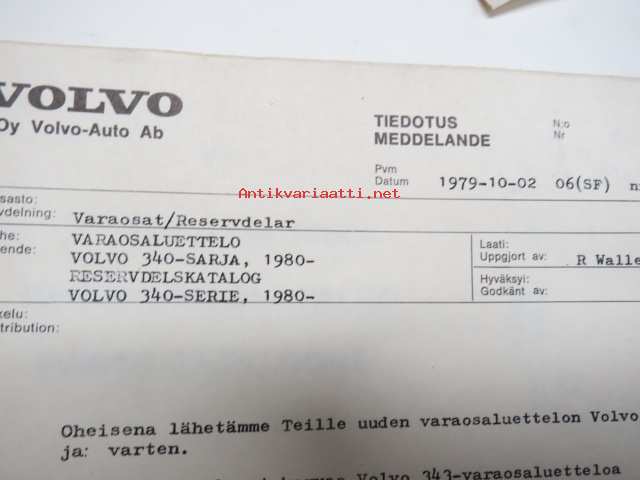 VOLVO
Oy Volvo-Auto Ab
TIEDOTUS
MEDDELANDE
N:o
Nr
Pvm
Datum 1979-10-02 06(SF)
Antikvariaatti.net
Varaosat/Reservdelar
VARAOSALUETTELO
VOLVO 340-SARJA, 1980-
RESERVDELSKATALOG
VOLVO 340-SERIE, 1980-
Laati:
Uppgjort av: R Walle
Hyväksyi:
Godkänt av:
Oheisena lähetämme Teille uuden varaosaluettelon Volvo
ja: varten.
Volvo 343-varaosaluetteloa